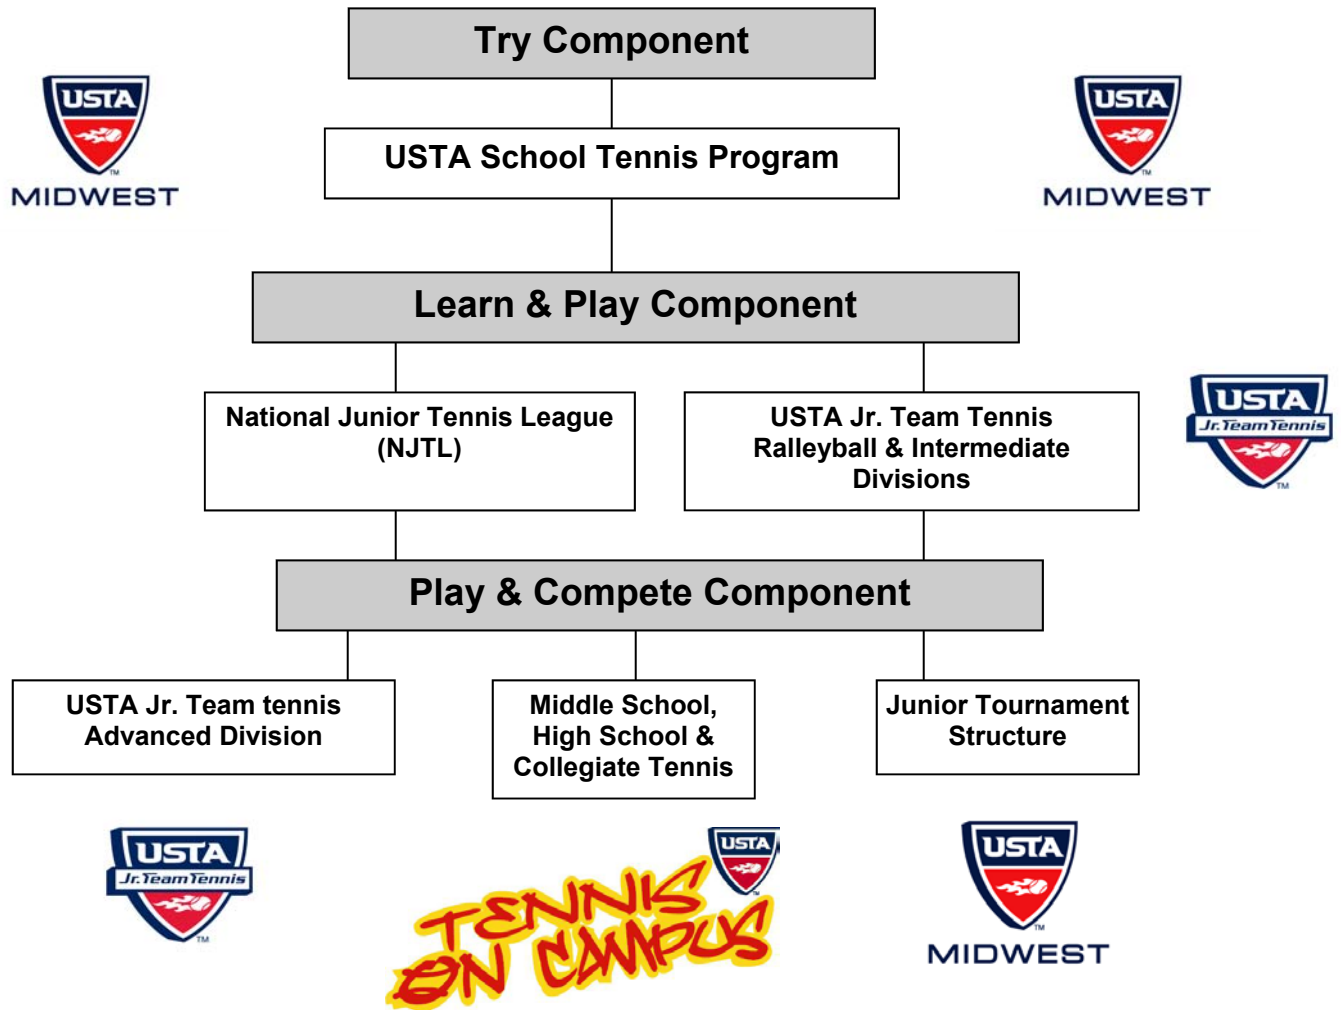 Try Component
USTA
MIDWEST
USTA School Tennis Program
USTA
MIDWEST
Learn & Play Component
National Junior Tennis League
(NJTL)
USTA Jr. Team Tennis
Ralleyball & Intermediate
Divisions
USTA
Jr. Team Tennis
TM
Play & Compete Component
USTA Jr. Team tennis
Advanced Division
Middle School,
High School &
Collegiate Tennis
Junior Tournament
Structure
USTA
Jr. Team Tennis
TM
USTA
TENNIS
ON CAMPUS
USTA
TM
MIDWEST